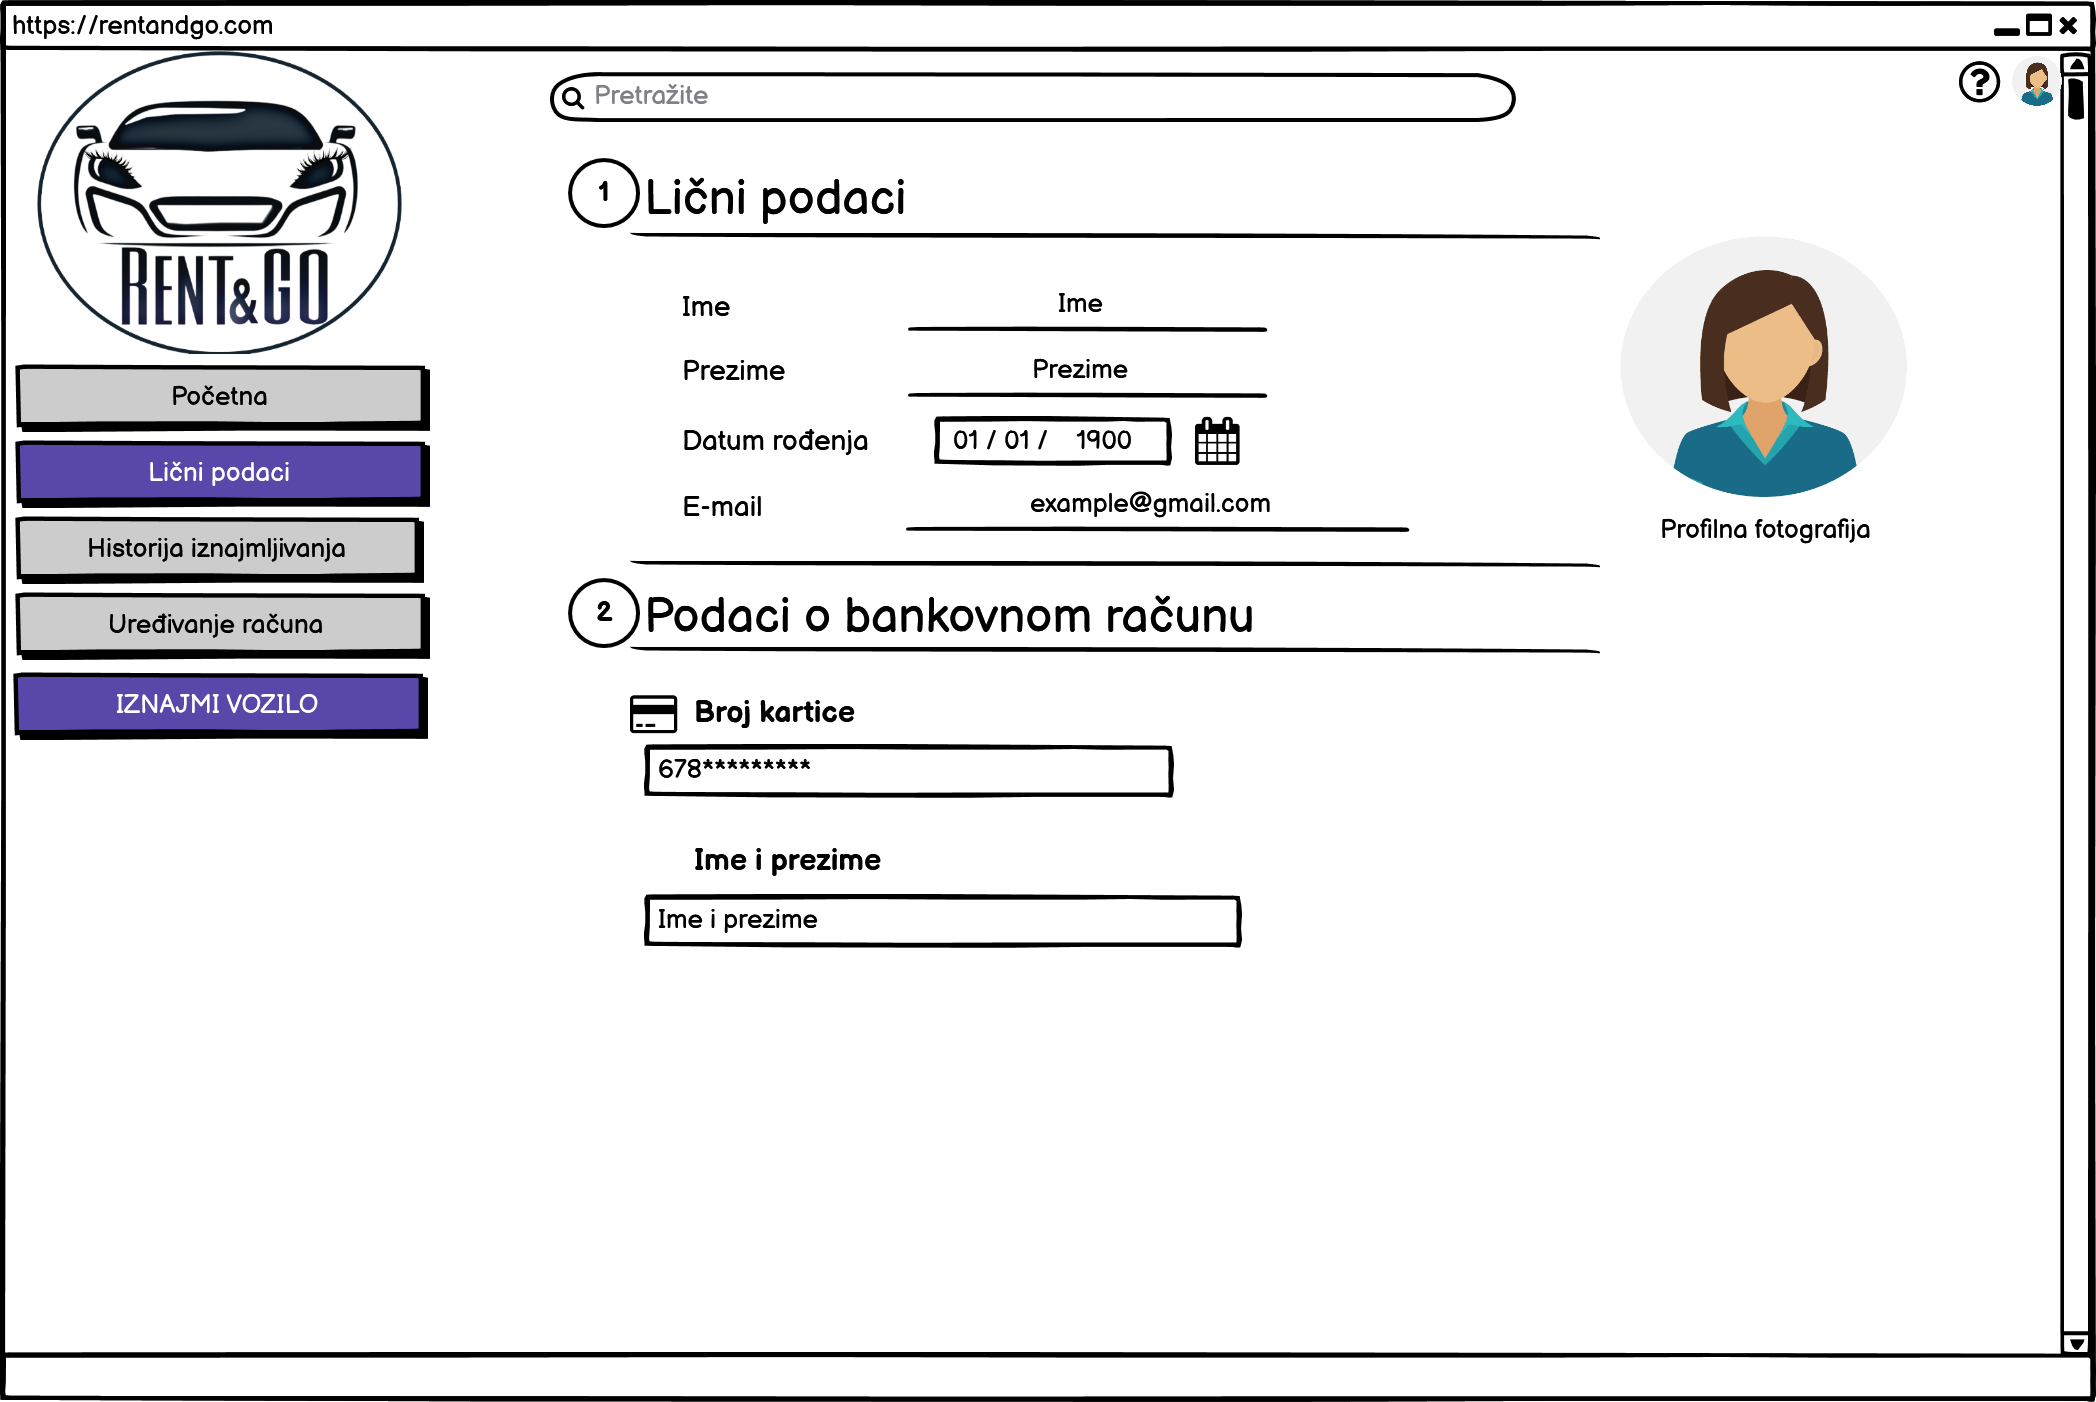 https://rentandgo.com
Pretražite
?
RENT&GO
Početna
Lični podaci
Historija iznajmljivanja
Uređivanje računa
IZNAJMI VOZILO
1 Lični podaci
Ime Ime
Prezime Prezime
Datum rođenja 01 / 01 / 1900
E-mail example@gmail.com
Profilna fotografija
2 Podaci o bankovnom računu
Broj kartice
678*********
Ime i prezime
Ime i prezime